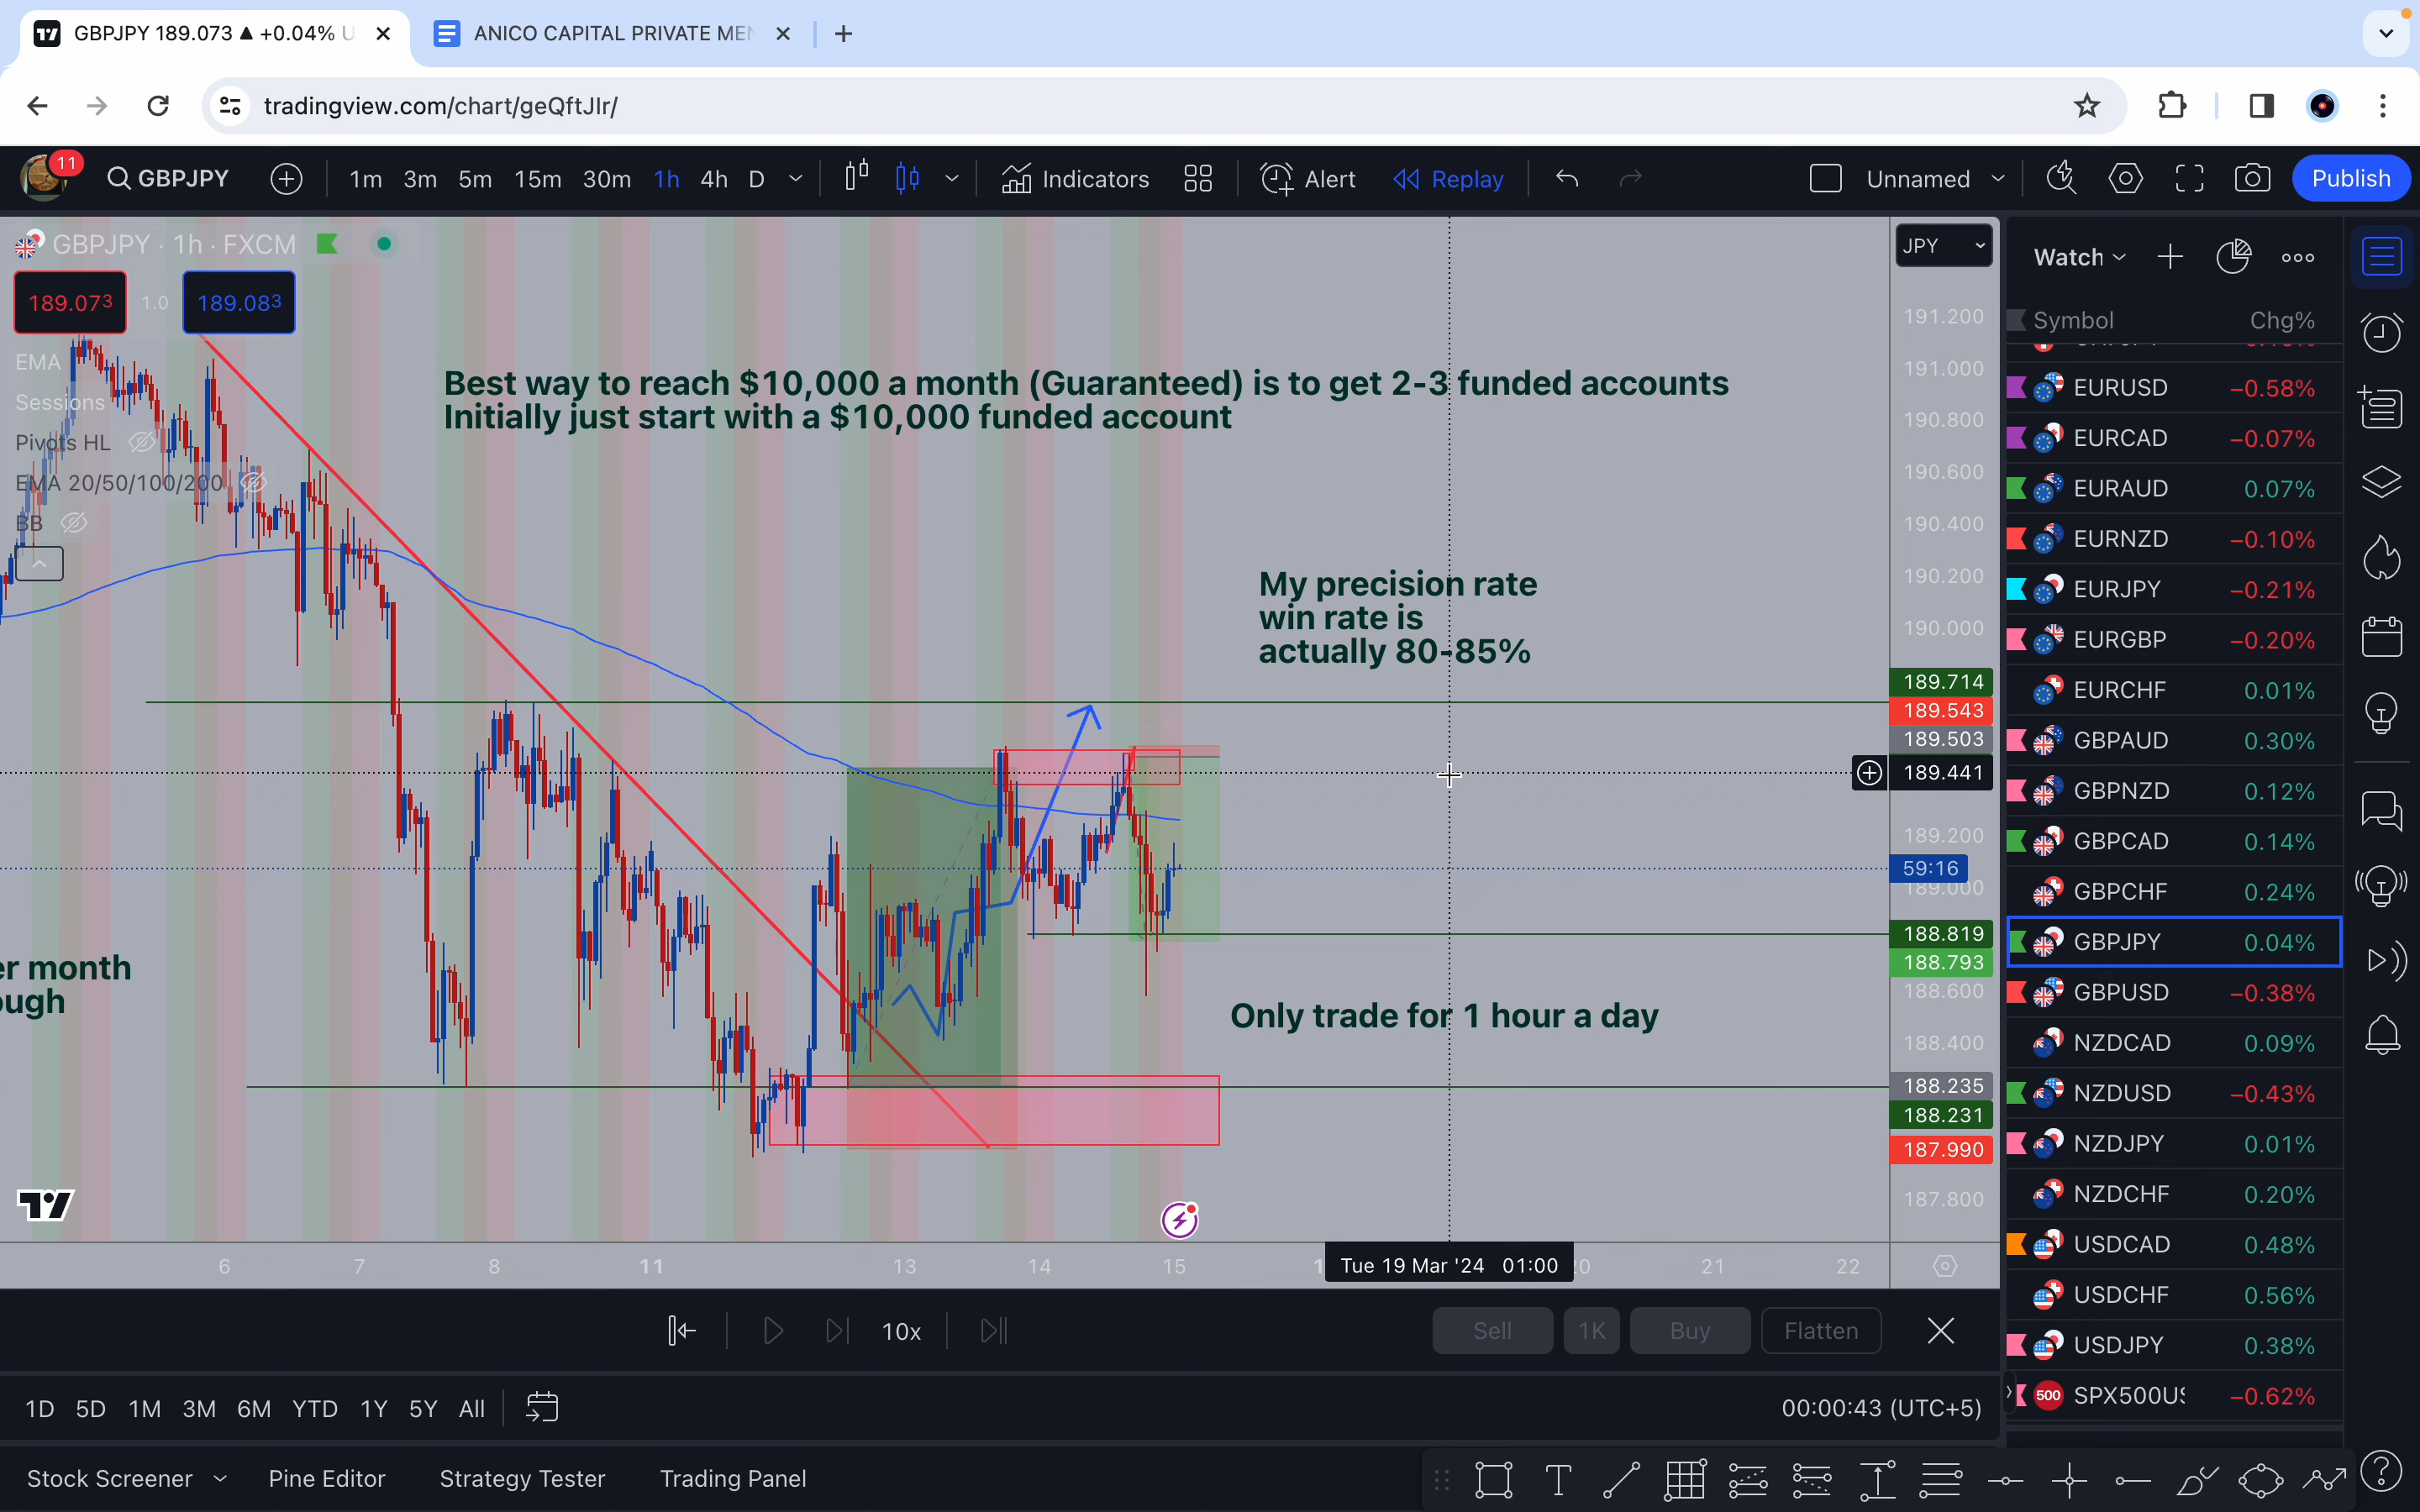 GBPJPY 189.073 ▲ +0.04% U
ANICO CAPITAL PRIVATE MEN
tradingview.com/chart/geQftJIr/
11
GBPJPY
1m 3m 5m 15m 30m 1h 4h D
Indicators
Alert
Replay
Unnamed
Publish
GBPJPY · 1h · FXCM
189.073 1.0 189.083
EMA
Sessions
Pivots HL
EMA 20/50/100/200
BB
Best way to reach $10,000 a month (Guaranteed) is to get 2-3 funded accounts
Initially just start with a $10,000 funded account
My precision rate
win rate is
actually 80-85%
Only trade for 1 hour a day
er month
ough
JPY
191.200
191.000
190.800
190.600
190.400
190.200
190.000
189.714
189.543
189.503
189.441
189.200
59:16
189.000
188.819
188.793
188.600
188.400
188.235
188.231
187.990
187.800
6 7 8 11 13 14 15 1 Tue 19 Mar '24 01:00 20 21 22
10x
Sell 1K Buy Flatten
1D 5D 1M 3M 6M YTD 1Y 5Y All
00:00:43 (UTC+5)
Stock Screener Pine Editor Strategy Tester Trading Panel
Watch
Symbol Chg%
EURUSD −0.58%
EURCAD −0.07%
EURAUD 0.07%
EURNZD −0.10%
EURJPY −0.21%
EURGBP −0.20%
EURCHF 0.01%
GBPAUD 0.30%
GBPNZD 0.12%
GBPCAD 0.14%
GBPCHF 0.24%
GBPJPY 0.04%
GBPUSD −0.38%
NZDCAD 0.09%
NZDUSD −0.43%
NZDJPY 0.01%
NZDCHF 0.20%
USDCAD 0.48%
USDCHF 0.56%
USDJPY 0.38%
500 SPX500US −0.62%